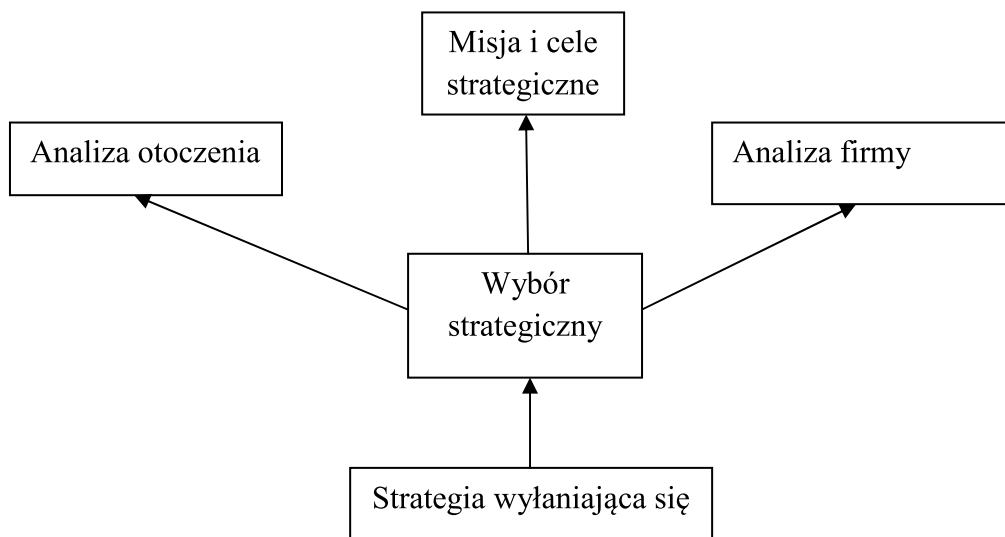 Misja i cele
strategiczne
Analiza otoczenia
Analiza firmy
Wybór
strategiczny
Strategia wyłaniająca się